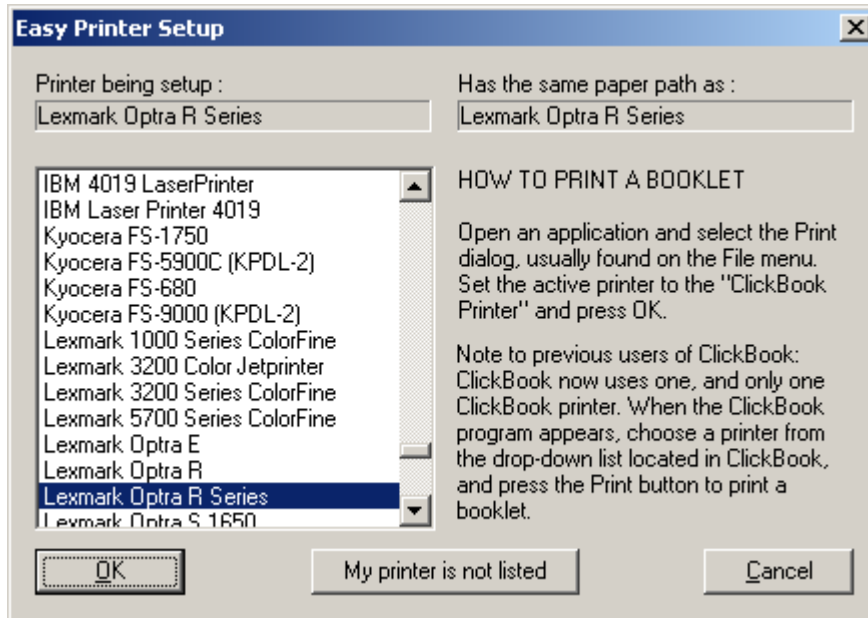 Easy Printer Setup
Printer being setup :
Lexmark Optra R Series
Has the same paper path as :
Lexmark Optra R Series
IBM 4019 LaserPrinter
IBM Laser Printer 4019
Kyocera FS-1750
Kyocera FS-5900C (KPDL-2)
Kyocera FS-680
Kyocera FS-9000 (KPDL-2)
Lexmark 1000 Series ColorFine
Lexmark 3200 Color Jetprinter
Lexmark 3200 Series ColorFine
Lexmark 5700 Series ColorFine
Lexmark Optra E
Lexmark Optra R
Lexmark Optra R Series
Lexmark Optra S 1650
HOW TO PRINT A BOOKLET
Open an application and select the Print
dialog, usually found on the File menu.
Set the active printer to the "ClickBook
Printer" and press OK.
Note to previous users of ClickBook:
ClickBook now uses one, and only one
ClickBook printer. When the ClickBook
program appears, choose a printer from
the drop-down list located in ClickBook,
and press the Print button to print a
booklet.
OK
My printer is not listed
Cancel